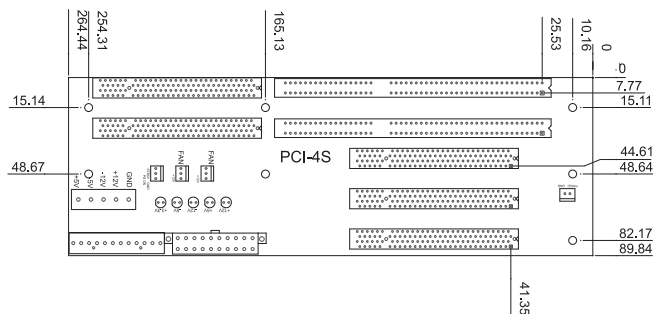 264.44
254.31
165.13
25.53
10.16
0
0
7.77
15.14
15.11
FAN
FAN
PCI-4S
44.61
48.67
48.64
+5V
-5V
-12V
+12V
GND
82.17
89.84
41.35